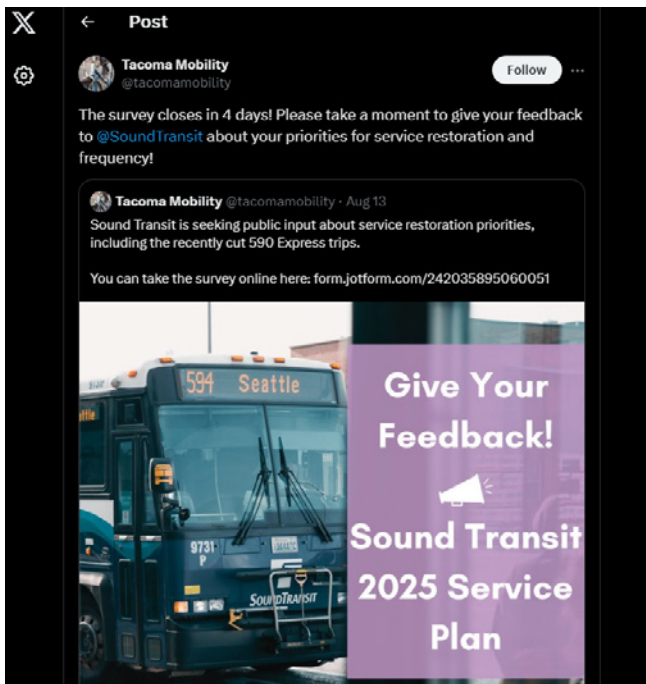 Post
Tacoma Mobility
@tacomamobility
Follow
The survey closes in 4 days! Please take a moment to give your feedback
to @SoundTransit about your priorities for service restoration and
frequency!
Tacoma Mobility @tacomamobility · Aug 13
Sound Transit is seeking public input about service restoration priorities,
including the recently cut 590 Express trips.
You can take the survey online here: form.jotform.com/242035895060051
594 Seattle
9731
P
SOUNDTRANSIT
Give Your
Feedback!
Sound Transit
2025 Service
Plan